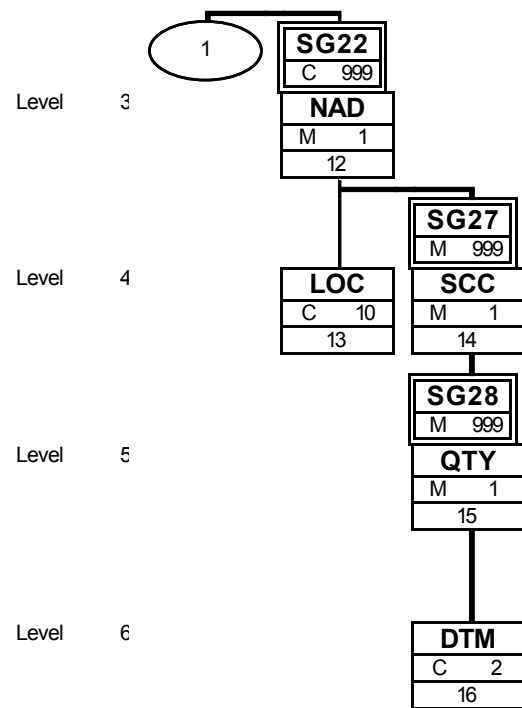 1
SG22
C 999
Level 3
NAD
M 1
12
SG27
M 999
Level 4
LOC
C 10
13
SCC
M 1
14
SG28
M 999
Level 5
QTY
M 1
15
Level 6
DTM
C 2
16